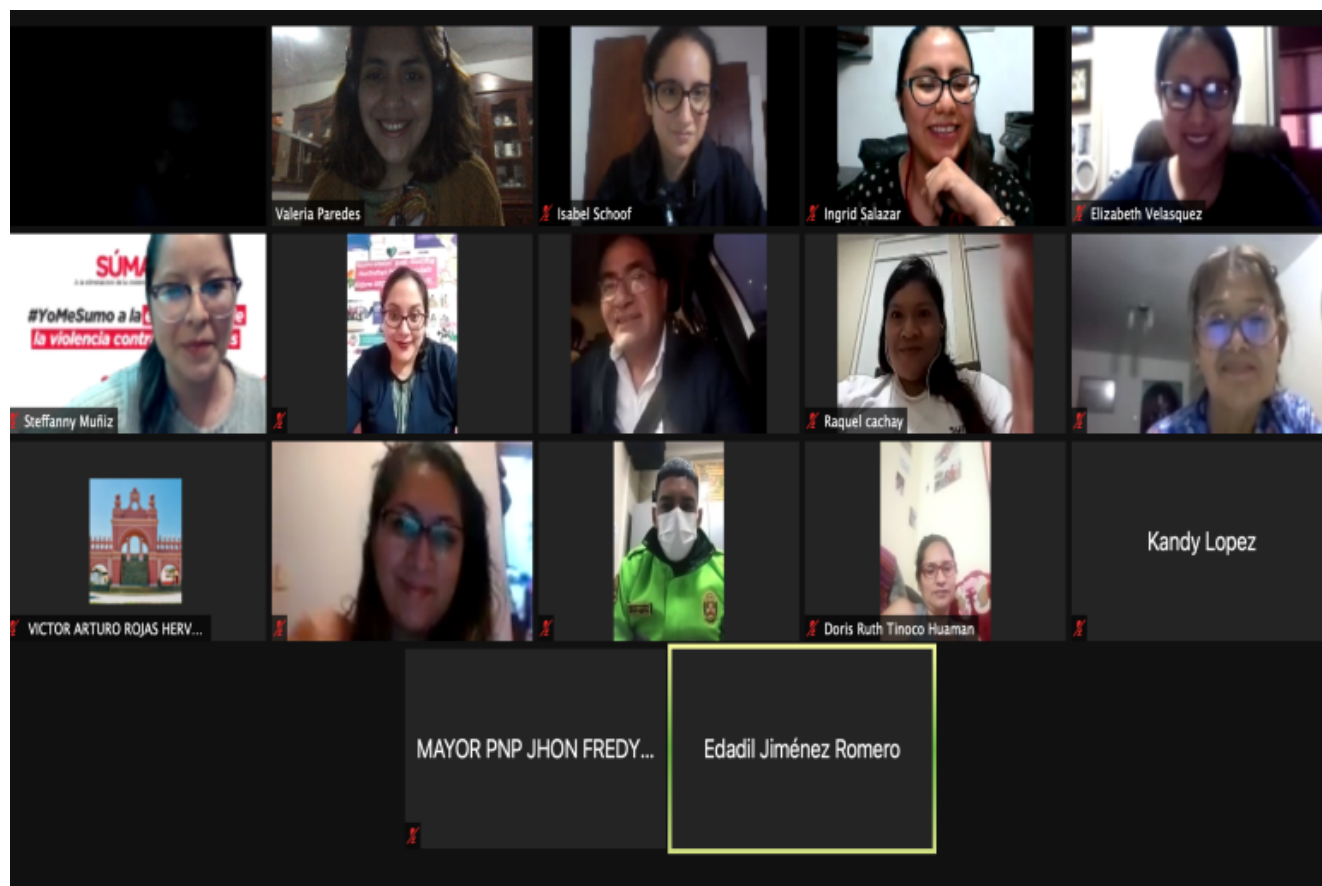 Valeria Paredes
Isabel Schoof
Ingrid Salazar
Elizabeth Velasquez
SÚMA
#YoMeSumo a la
la violencia contr
Steffanny Muñiz
Raquel cachay
VICTOR ARTURO ROJAS HERV...
Doris Ruth Tinoco Huaman
Kandy Lopez
MAYOR PNP JHON FREDY...
Edadil Jiménez Romero